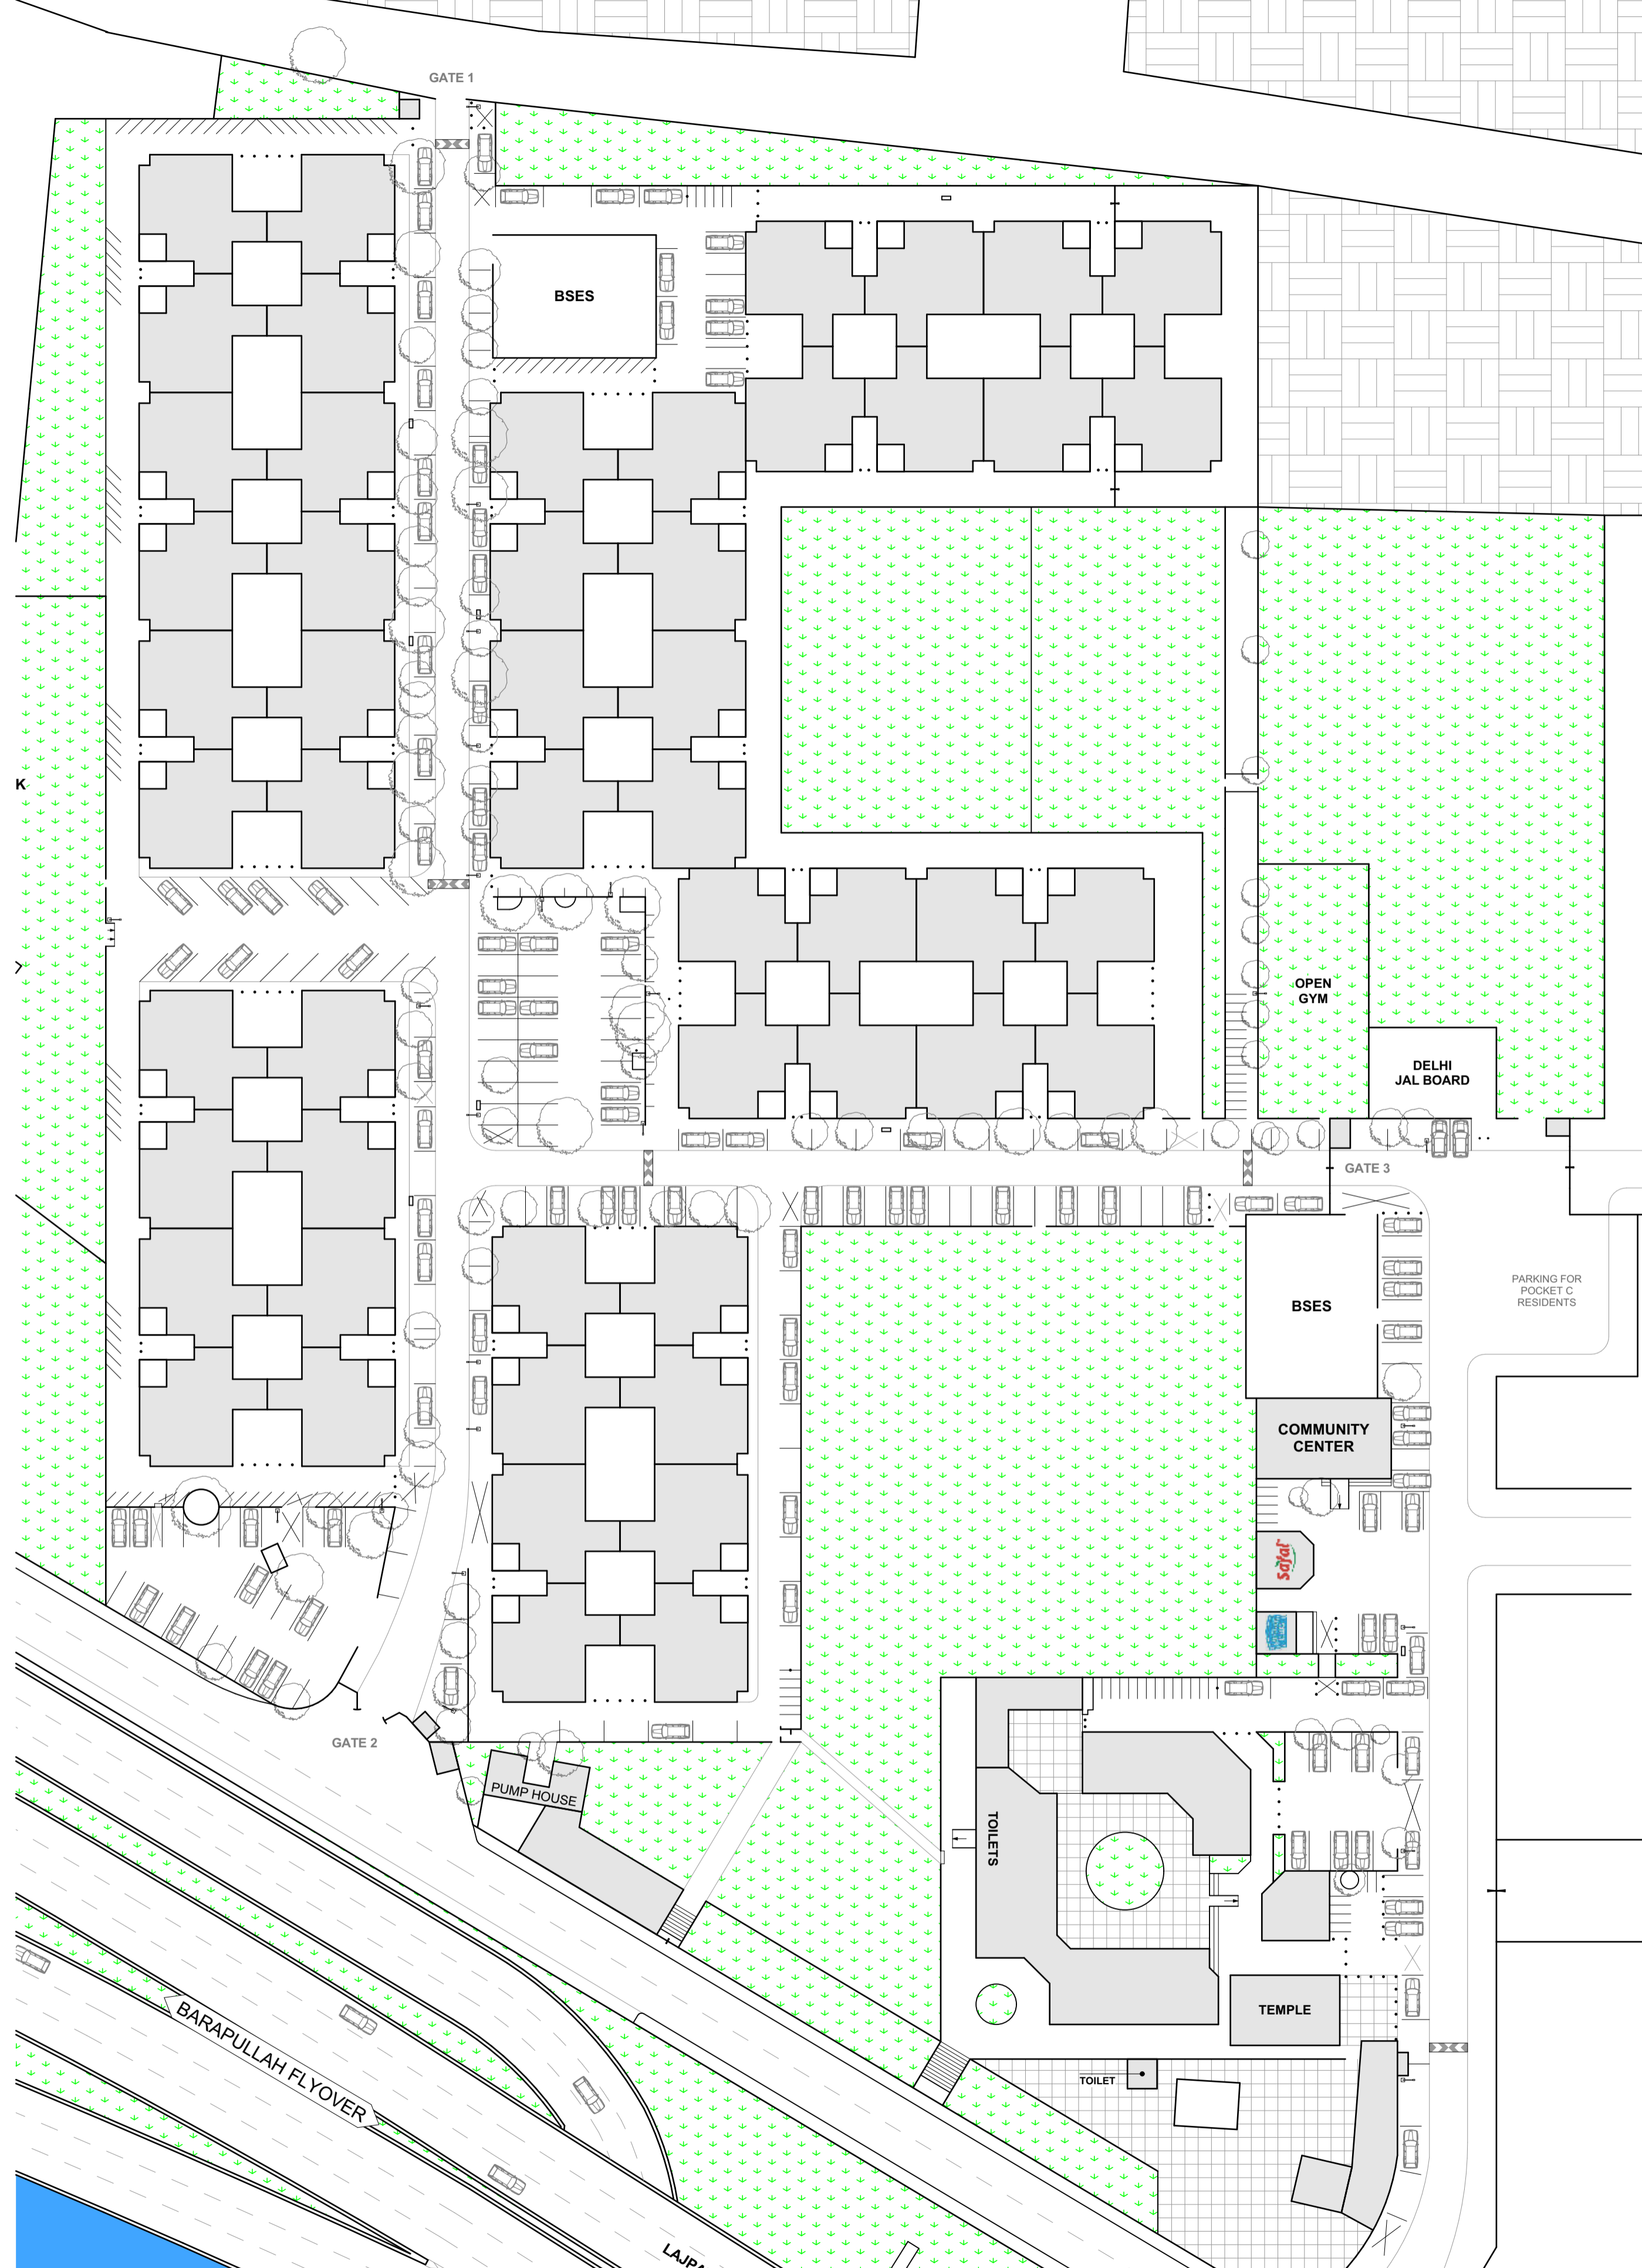 GATE 1
BSES
K
OPEN
GYM
DELHI
JAL BOARD
GATE 3
BSES
PARKING FOR
POCKET C
RESIDENTS
COMMUNITY
CENTER
Safal
GATE 2
PUMP HOUSE
TOILETS
BARAPULLAH FLYOVER
TEMPLE
TOILET
LAJPA